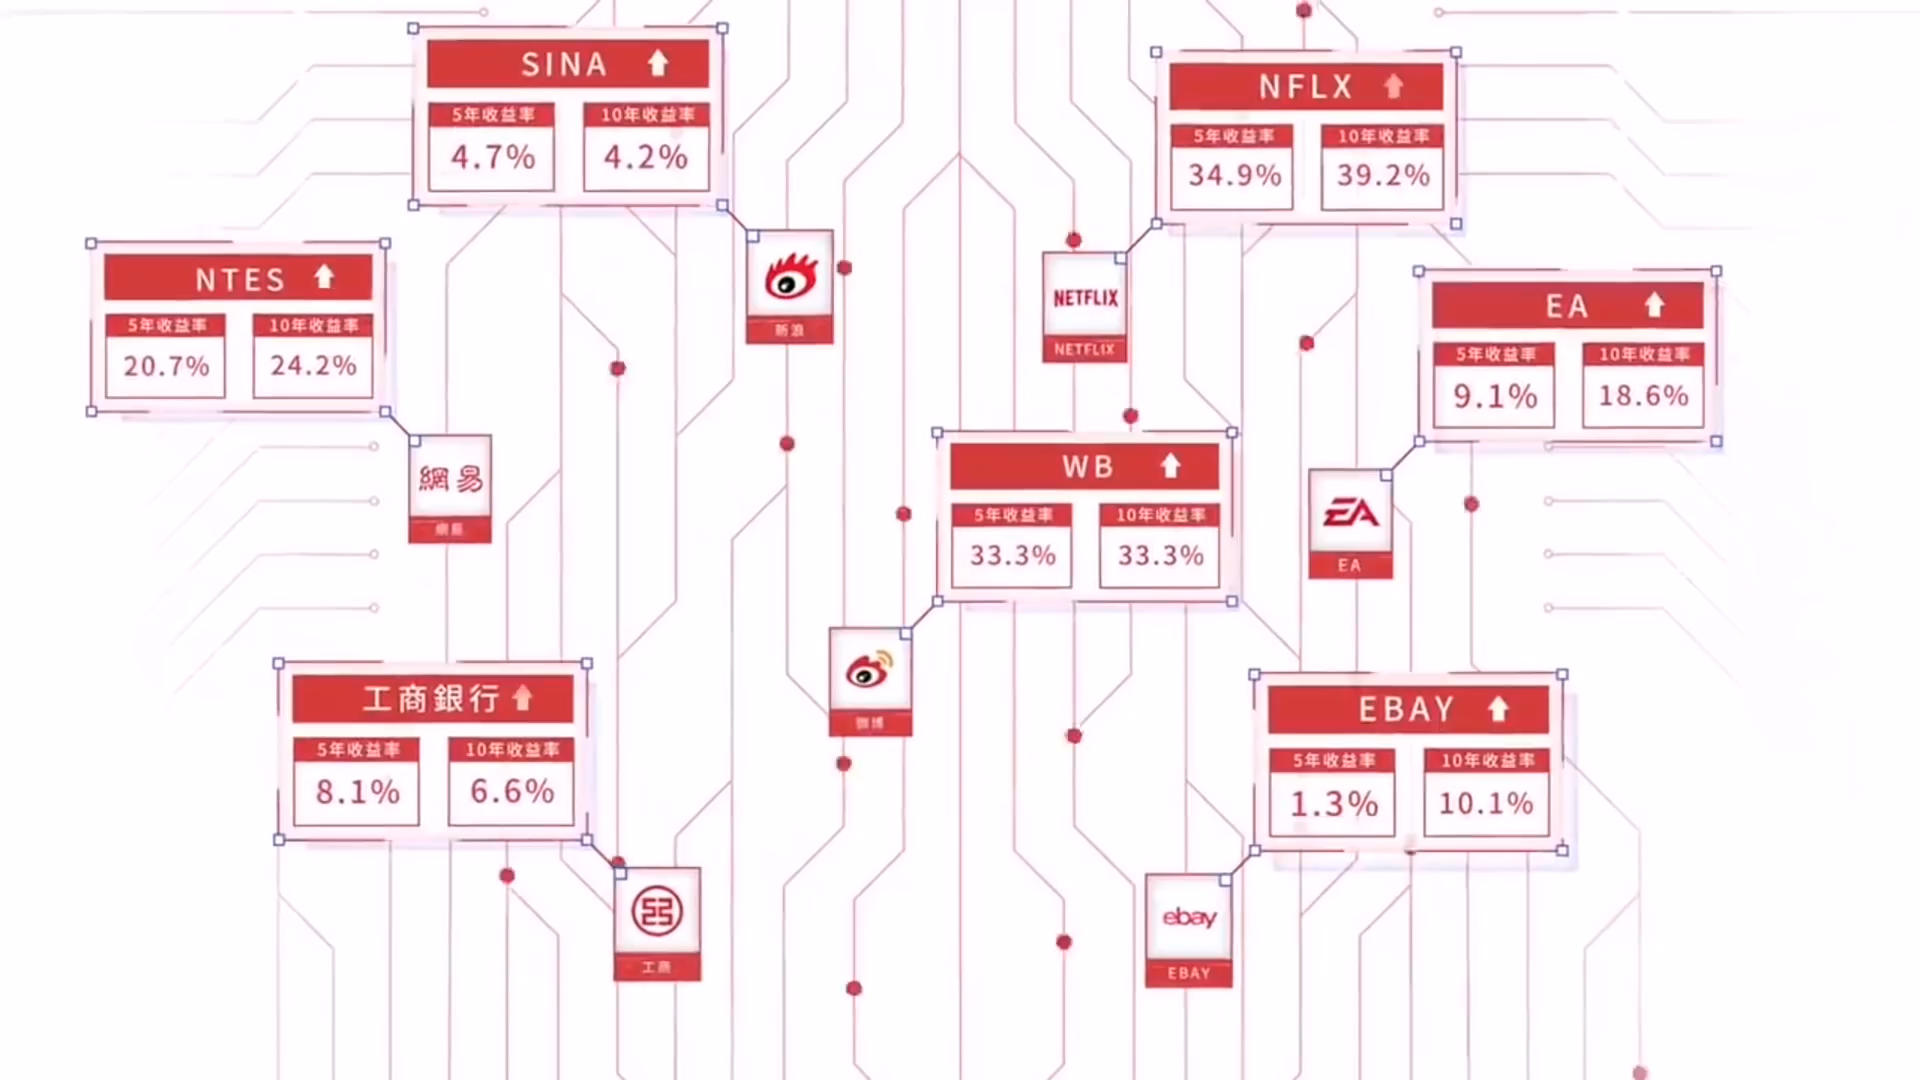 SINA
5年收益率 10年收益率
4.7% 4.2%
新浪
NFLX
5年收益率 10年收益率
34.9% 39.2%
NETFLIX
NETFLIX
NTES
5年收益率 10年收益率
20.7% 24.2%
網易
網易
EA
5年收益率 10年收益率
9.1% 18.6%
EA
EA
WB
5年收益率 10年收益率
33.3% 33.3%
微博
工商銀行
5年收益率 10年收益率
8.1% 6.6%
工商
EBAY
5年收益率 10年收益率
1.3% 10.1%
ebay
EBAY